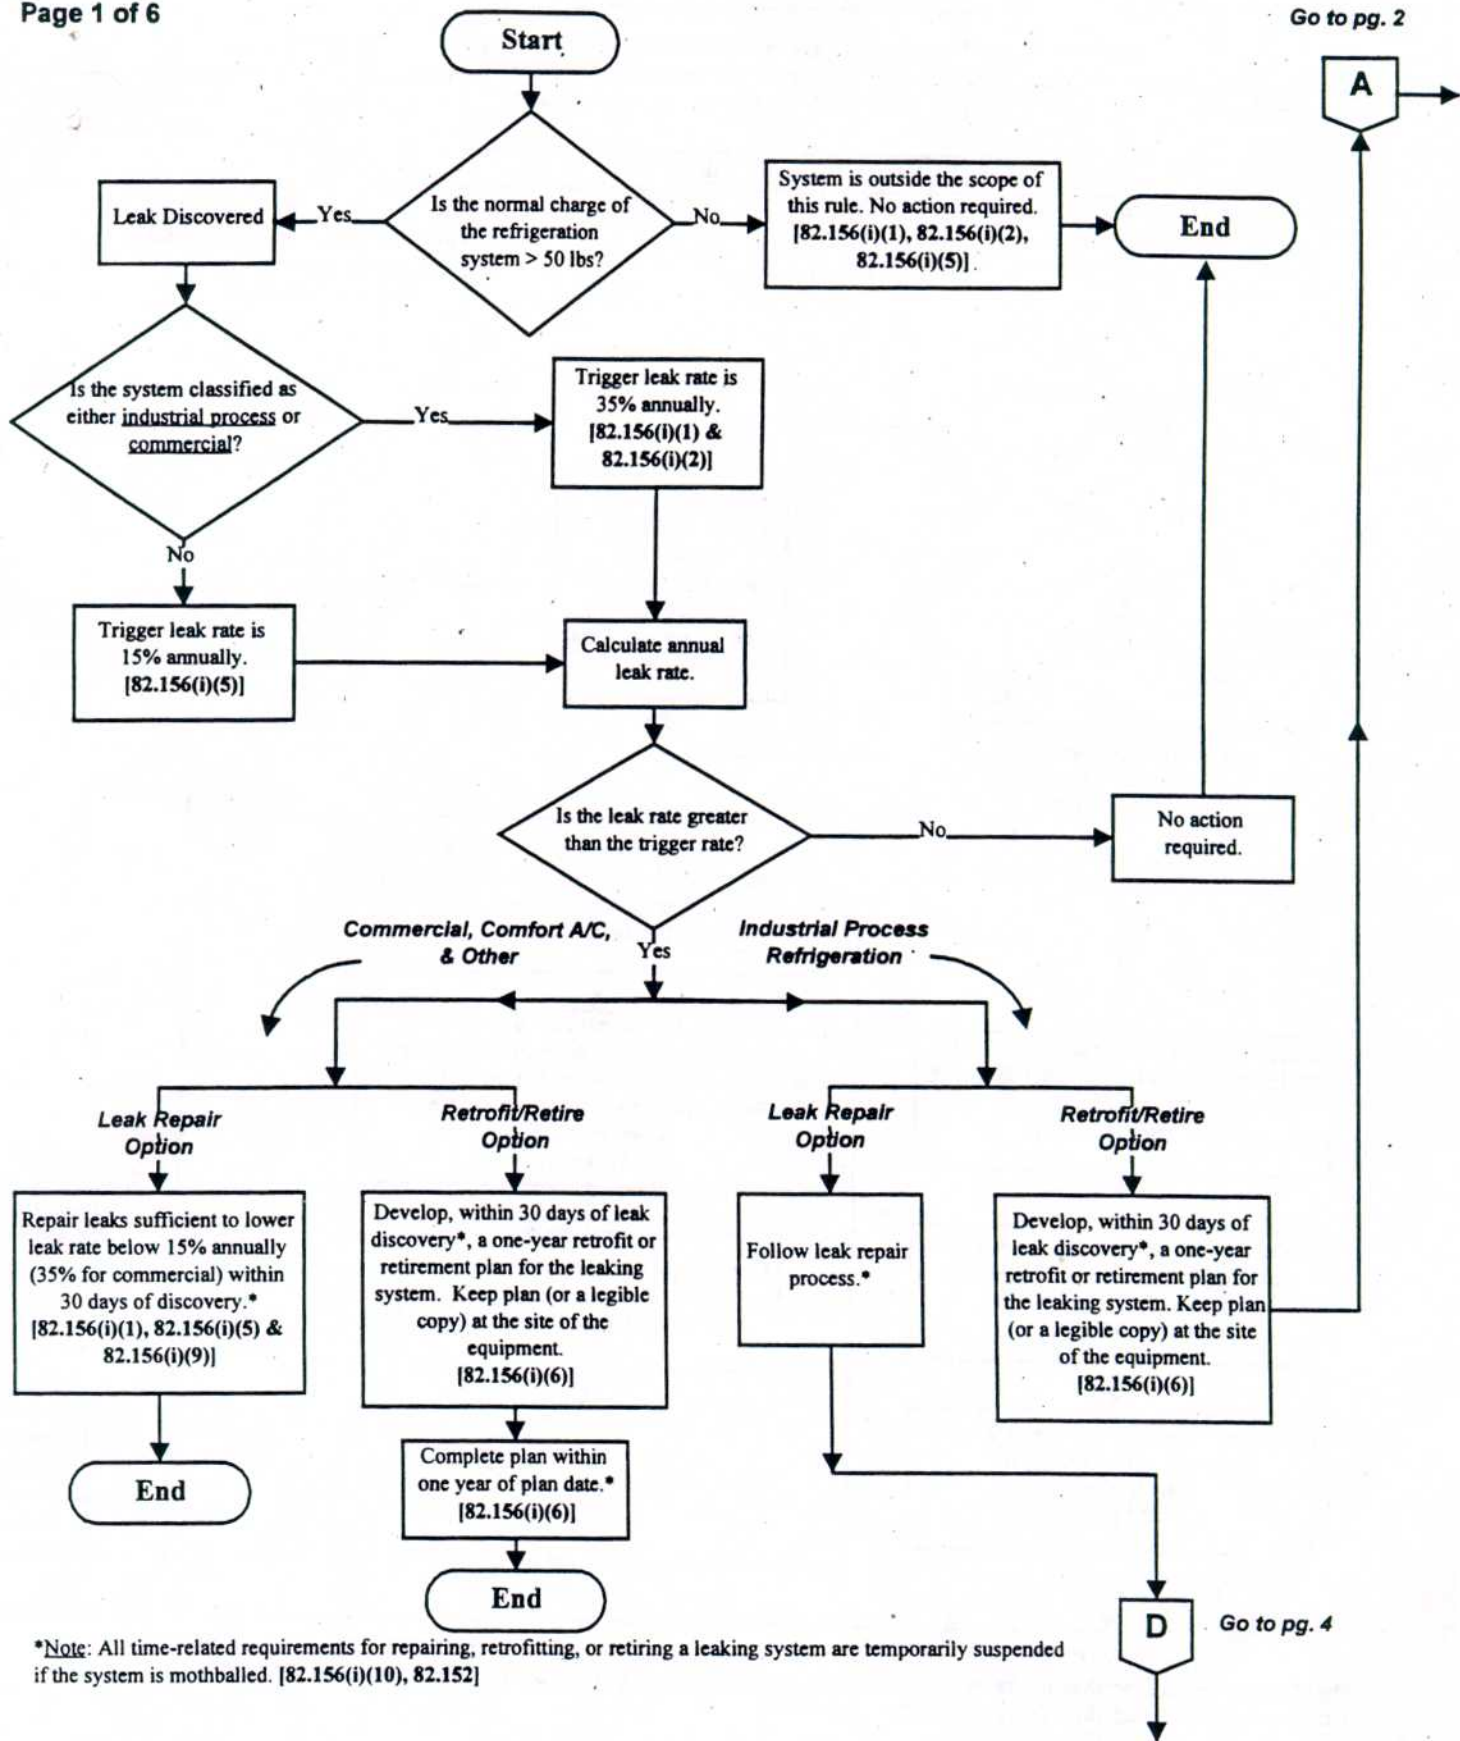 Page 1 of 6
Go to pg. 2
Start
A
Leak Discovered
Yes
Is the normal charge of
the refrigeration
system > 50 lbs?
No
System is outside the scope of
this rule. No action required.
[82.156(i)(1), 82.156(i)(2),
82.156(i)(5)]
End
Is the system classified as
either industrial process or
commercial?
Yes
Trigger leak rate is
35% annually.
[82.156(i)(1) &
82.156(i)(2)]
No
Trigger leak rate is
15% annually.
[82.156(i)(5)]
Calculate annual
leak rate.
Is the leak rate greater
than the trigger rate?
No
No action
required.
Commercial, Comfort A/C,
& Other
Yes
Industrial Process
Refrigeration
Leak Repair
Option
Retrofit/Retire
Option
Leak Repair
Option
Retrofit/Retire
Option
Repair leaks sufficient to lower
leak rate below 15% annually
(35% for commercial) within
30 days of discovery.*
[82.156(i)(1), 82.156(i)(5) &
82.156(i)(9)]
Develop, within 30 days of leak
discovery*, a one-year retrofit or
retirement plan for the leaking
system. Keep plan (or a legible
copy) at the site of the
equipment.
[82.156(i)(6)]
Follow leak repair
process.*
Develop, within 30 days of
leak discovery*, a one-year
retrofit or retirement plan for
the leaking system. Keep plan
(or a legible copy) at the site
of the equipment.
[82.156(i)(6)]
End
Complete plan within
one year of plan date.*
[82.156(i)(6)]
End
D
Go to pg. 4
*Note: All time-related requirements for repairing, retrofitting, or retiring a leaking system are temporarily suspended
if the system is mothballed. [82.156(i)(10), 82.152]